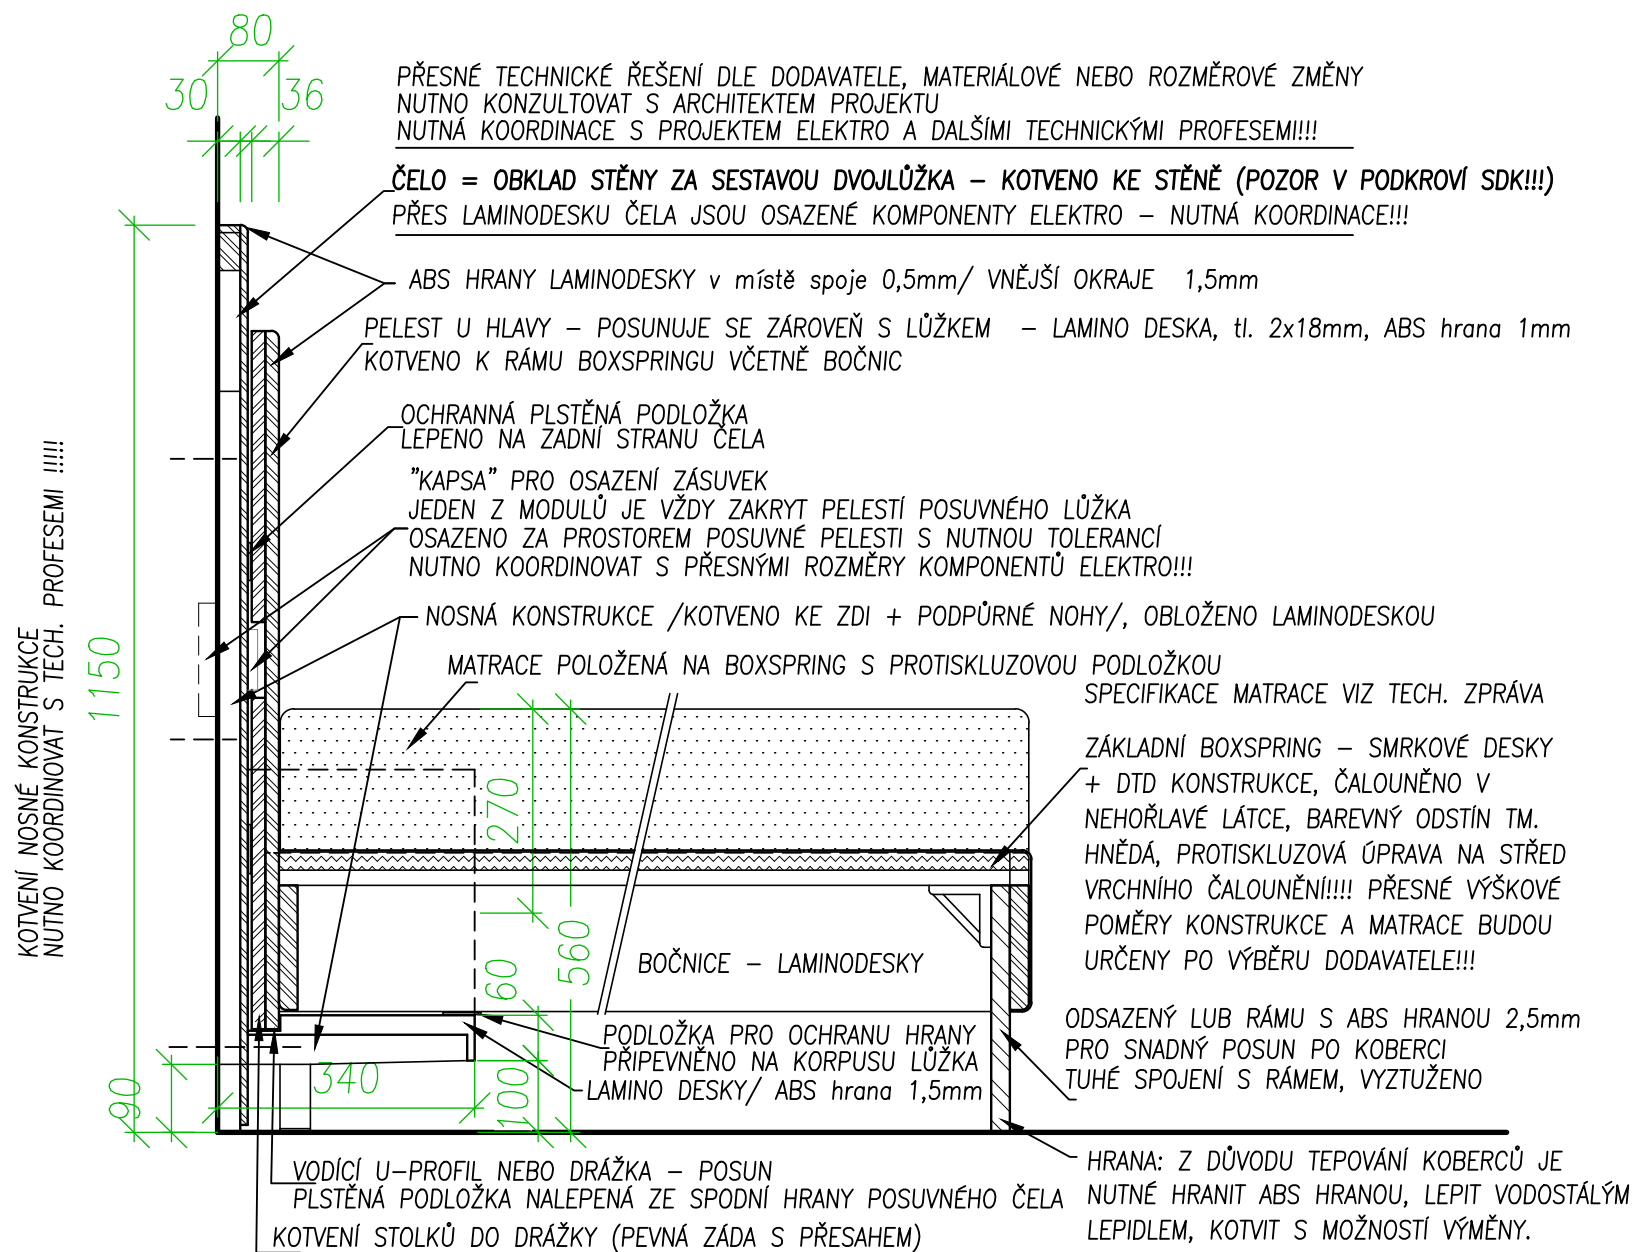 80
30
36
PŘESNÉ TECHNICKÉ ŘEŠENÍ DLE DODAVATELE, MATERIÁLOVÉ NEBO ROZMĚROVÉ ZMĚNY
NUTNO KONZULTOVAT S ARCHITEKTEM PROJEKTU
NUTNÁ KOORDINACE S PROJEKTEM ELEKTRO A DALŠÍMI TECHNICKÝMI PROFESEMI!!!
ČELO = OBKLAD STĚNY ZA SESTAVOU DVOJLŮŽKA – KOTVENO KE STĚNĚ (POZOR V PODKROVÍ SDK!!!)
PŘES LAMINODESKU ČELA JSOU OSAZENÉ KOMPONENTY ELEKTRO – NUTNÁ KOORDINACE!!!
ABS HRANY LAMINODESKY v místě spoje 0,5mm/ VNĚJŠÍ OKRAJE 1,5mm
PELEST U HLAVY – POSUNUJE SE ZÁROVEŇ S LŮŽKEM – LAMINO DESKA, tl. 2x18mm, ABS hrana 1mm
KOTVENO K RÁMU BOXSPRINGU VČETNĚ BOČNIC
OCHRANNÁ PLSTĚNÁ PODLOŽKA
LEPENO NA ZADNÍ STRANU ČELA
"KAPSA" PRO OSAZENÍ ZÁSUVEK
JEDEN Z MODULŮ JE VŽDY ZAKRYT PELESTÍ POSUVNÉHO LŮŽKA
OSAZENO ZA PROSTOREM POSUVNÉ PELESTI S NUTNOU TOLERANCÍ
NUTNO KOORDINOVAT S PŘESNÝMI ROZMĚRY KOMPONENTŮ ELEKTRO!!!
NOSNÁ KONSTRUKCE /KOTVENO KE ZDI + PODPŮRNÉ NOHY/, OBLOŽENO LAMINODESKOU
MATRACE POLOŽENÁ NA BOXSPRING S PROTISKLUZOVOU PODLOŽKOU
KOTVENÍ NOSNÉ KONSTRUKCE
NUTNO KOORDINOVAT S TECH. PROFESEMI !!!!!
1150
SPECIFIKACE MATRACE VIZ TECH. ZPRÁVA
ZÁKLADNÍ BOXSPRING – SMRKOVÉ DESKY
+ DTD KONSTRUKCE, ČALOUNĚNO V
NEHOŘLAVÉ LÁTCE, BAREVNÝ ODSTÍN TM.
HNĚDÁ, PROTISKLUZOVÁ ÚPRAVA NA STŘED
VRCHNÍHO ČALOUNĚNÍ!!!! PŘESNÉ VÝŠKOVÉ
POMĚRY KONSTRUKCE A MATRACE BUDOU
URČENY PO VÝBĚRU DODAVATELE!!!
270
560
60
BOČNICE – LAMINODESKY
ODSAZENÝ LUB RÁMU S ABS HRANOU 2,5mm
PRO SNADNÝ POSUN PO KOBERCI
TUHÉ SPOJENÍ S RÁMEM, VYZTUŽENO
PODLOŽKA PRO OCHRANU HRANY
PŘIPEVNĚNO NA KORPUSU LŮŽKA
LAMINO DESKY/ ABS hrana 1,5mm
340
100
90
VODÍCÍ U–PROFIL NEBO DRÁŽKA – POSUN
PLSTĚNÁ PODLOŽKA NALEPENÁ ZE SPODNÍ HRANY POSUVNÉHO ČELA
KOTVENÍ STOLKŮ DO DRÁŽKY (PEVNÁ ZÁDA S PŘESAHEM)
HRANA: Z DŮVODU TEPOVÁNÍ KOBERCŮ JE
NUTNÉ HRANIT ABS HRANOU, LEPIT VODOSTÁLÝM
LEPIDLEM, KOTVIT S MOŽNOSTÍ VÝMĚNY.